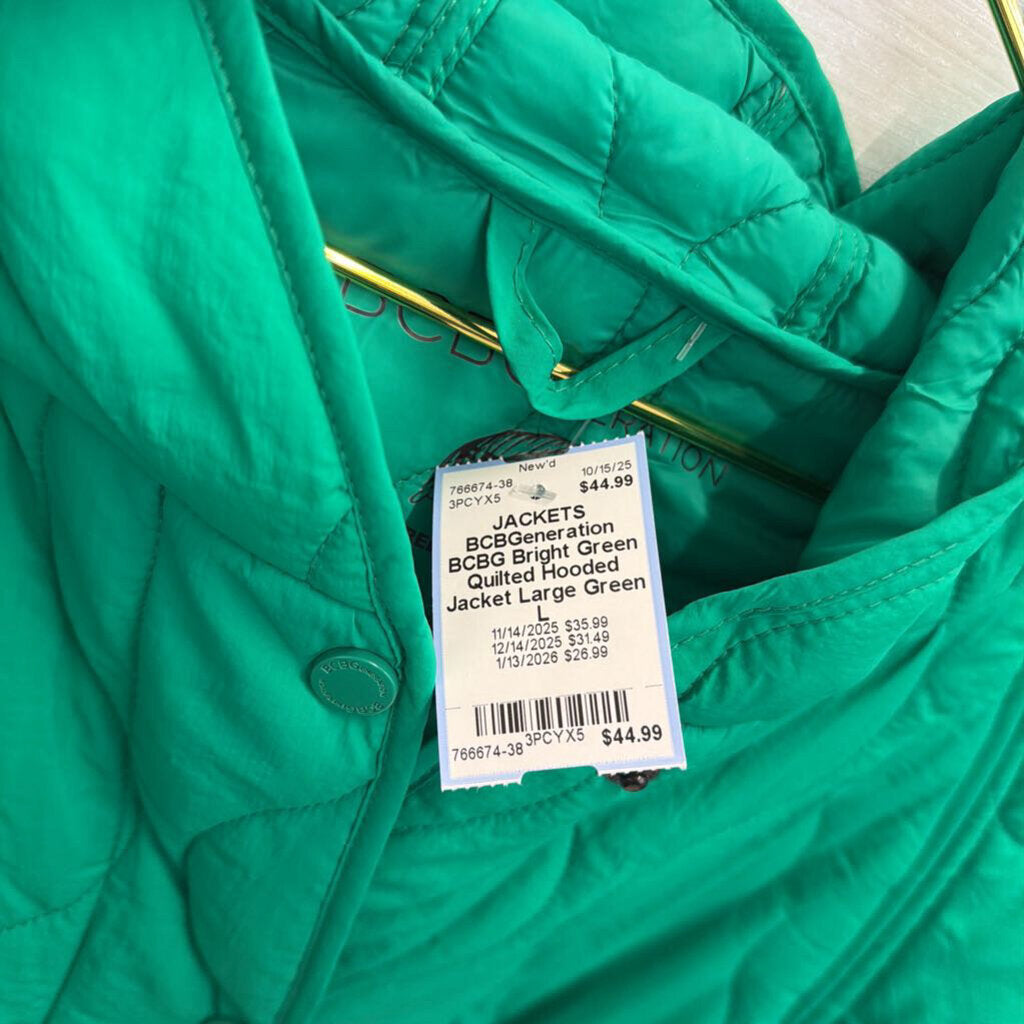 BCBG
GENERATION
New'd
766674-38 10/15/25
3PCYX5 $44.99
JACKETS
BCBGeneration
BCBG Bright Green
Quilted Hooded
Jacket Large Green
L
11/14/2025 $35.99
12/14/2025 $31.49
1/13/2026 $26.99
766674-38 3PCYX5 $44.99